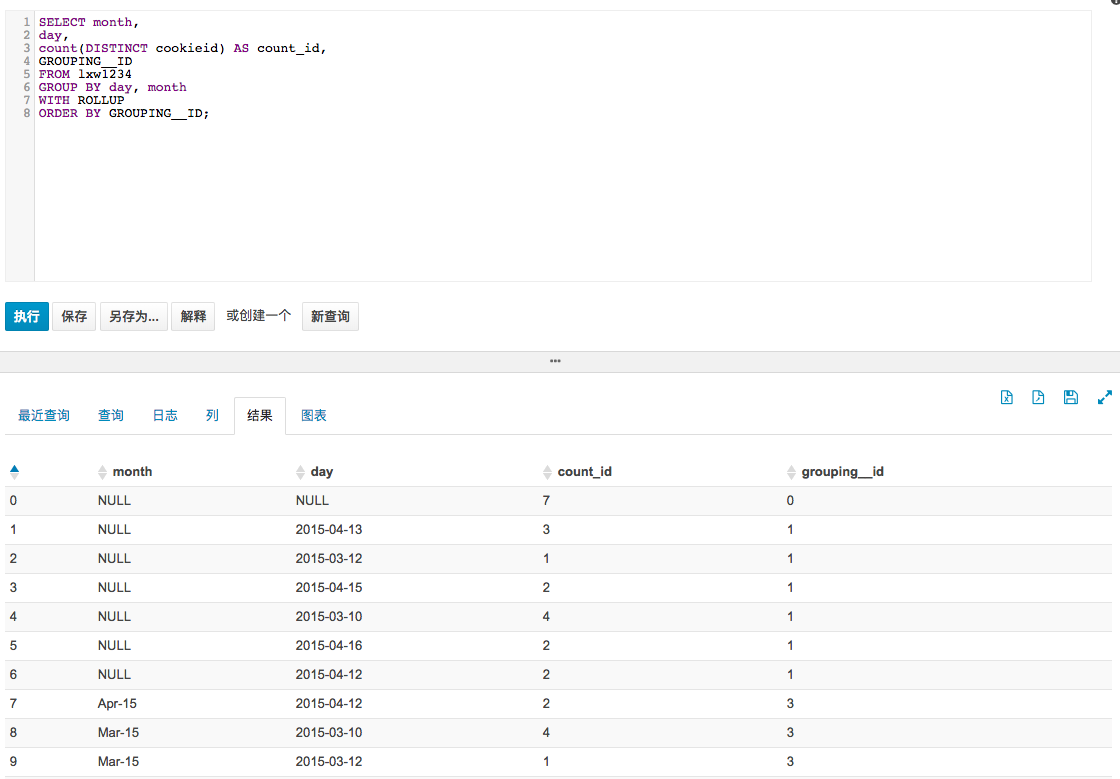 1 SELECT month,
2 day,
3 count(DISTINCT cookieid) AS count_id,
4 GROUPING__ID
5 FROM lxw1234
6 GROUP BY day, month
7 WITH ROLLUP
8 ORDER BY GROUPING__ID;
执行 保存 另存为... 解释 或创建一个 新查询
最近查询 查询 日志 列 结果 图表
month day count_id grouping__id
0 NULL NULL 7 0
1 NULL 2015-04-13 3 1
2 NULL 2015-03-12 1 1
3 NULL 2015-04-15 2 1
4 NULL 2015-03-10 4 1
5 NULL 2015-04-16 2 1
6 NULL 2015-04-12 2 1
7 Apr-15 2015-04-12 2 3
8 Mar-15 2015-03-10 4 3
9 Mar-15 2015-03-12 1 3